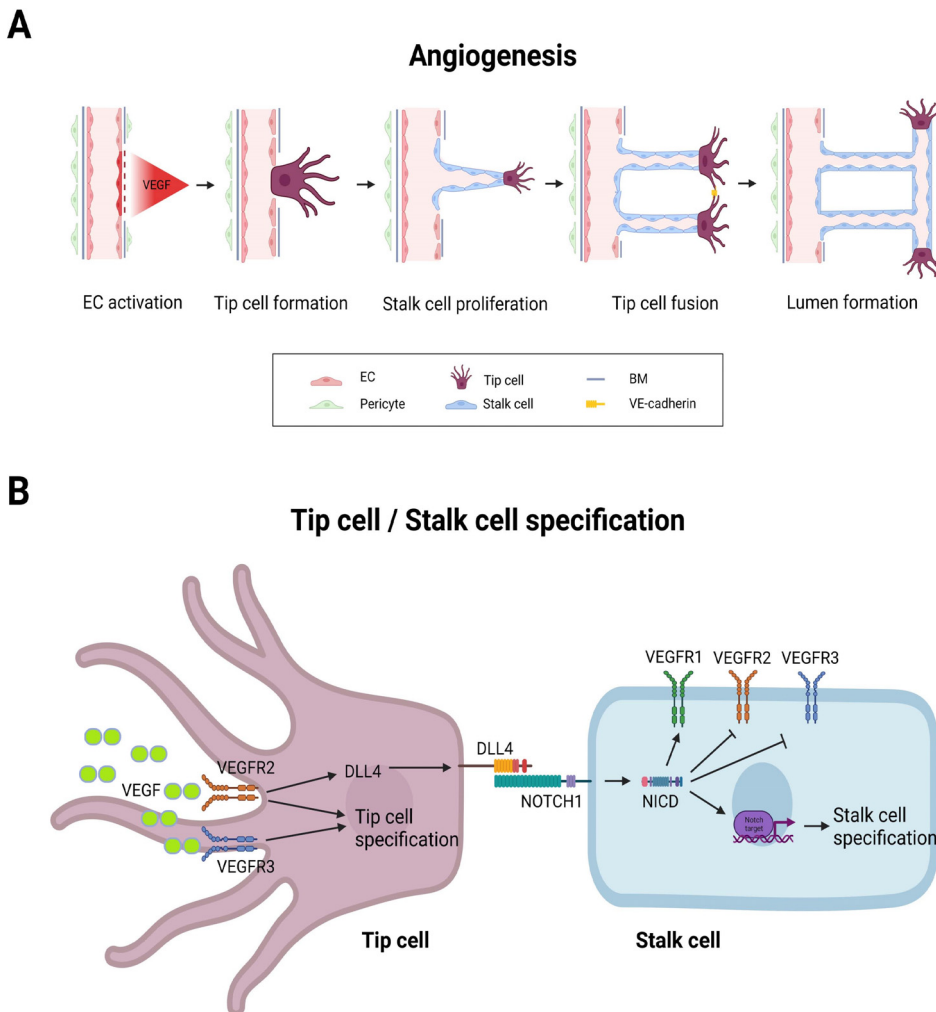 A
Angiogenesis
VEGF
EC activation
Tip cell formation
Stalk cell proliferation
Tip cell fusion
Lumen formation
EC
Tip cell
BM
Pericyte
Stalk cell
VE-cadherin
B
Tip cell / Stalk cell specification
VEGFR1
VEGFR2
VEGFR3
VEGFR2
VEGF
DLL4
DLL4
NOTCH1
NICD
Tip cell
specification
VEGFR3
Notch
target
Stalk cell
specification
Tip cell
Stalk cell